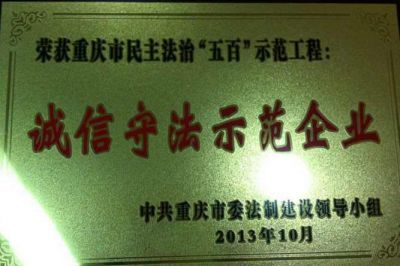 荣获重庆市民主法治“五百”示范工程：
诚信守法示范企业
中共重庆市委法制建设领导小组
2013年10月